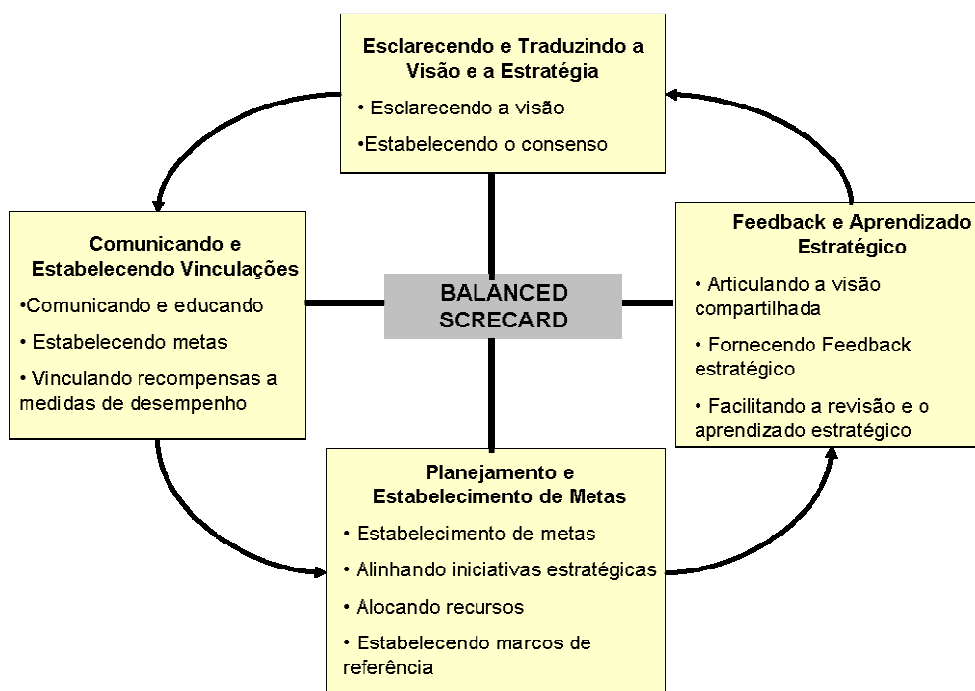 Esclarecendo e Traduzindo a
Visão e a Estratégia
• Esclarecendo a visão
•Estabelecendo o consenso
Comunicando e
Estabelecendo Vinculações
•Comunicando e educando
• Estabelecendo metas
• Vinculando recompensas a
medidas de desempenho
BALANCED
SCRECARD
Feedback e Aprendizado
Estratégico
• Articulando a visão
compartilhada
• Fornecendo Feedback
estratégico
• Facilitando a revisão e o
aprendizado estratégico
Planejamento e
Estabelecimento de Metas
• Estabelecimento de metas
• Alinhando iniciativas estratégicas
• Alocando recursos
• Estabelecendo marcos de
referência